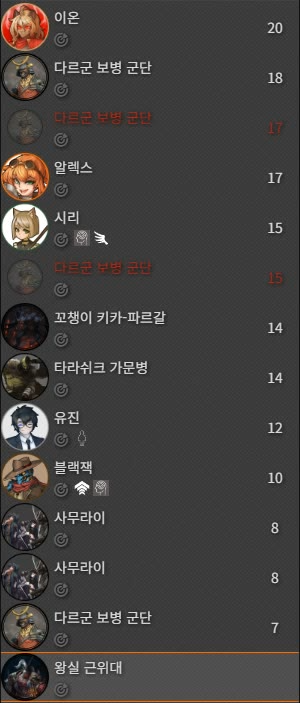 이온
20
다르군 보병 군단
18
다르군 보병 군단
17
알렉스
17
시리
15
다르군 보병 군단
15
꼬챙이 키카-파르갈
14
타라쉬크 가문병
14
유진
12
블랙잭
10
사무라이
8
사무라이
8
다르군 보병 군단
7
왕실 근위대